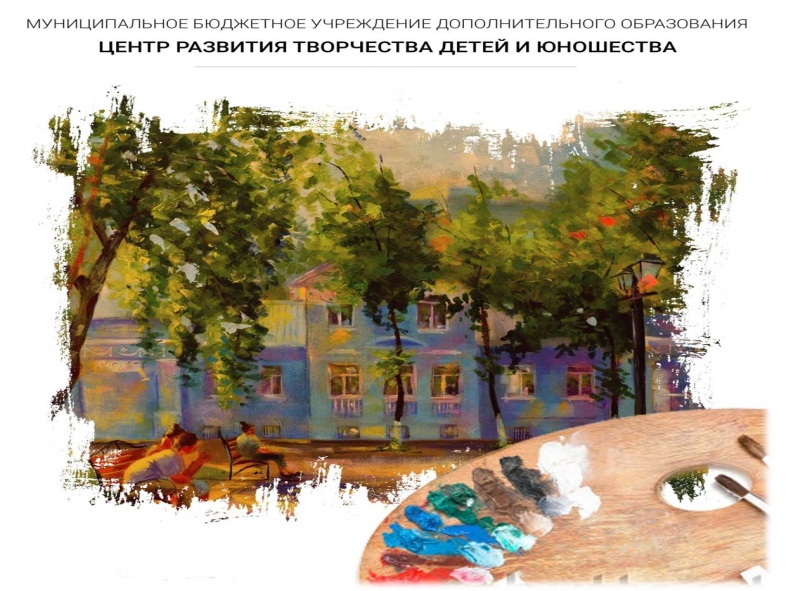 МУНИЦИПАЛЬНОЕ БЮДЖЕТНОЕ УЧРЕЖДЕНИЕ ДОПОЛНИТЕЛЬНОГО ОБРАЗОВАНИЯ
ЦЕНТР РАЗВИТИЯ ТВОРЧЕСТВА ДЕТЕЙ И ЮНОШЕСТВА